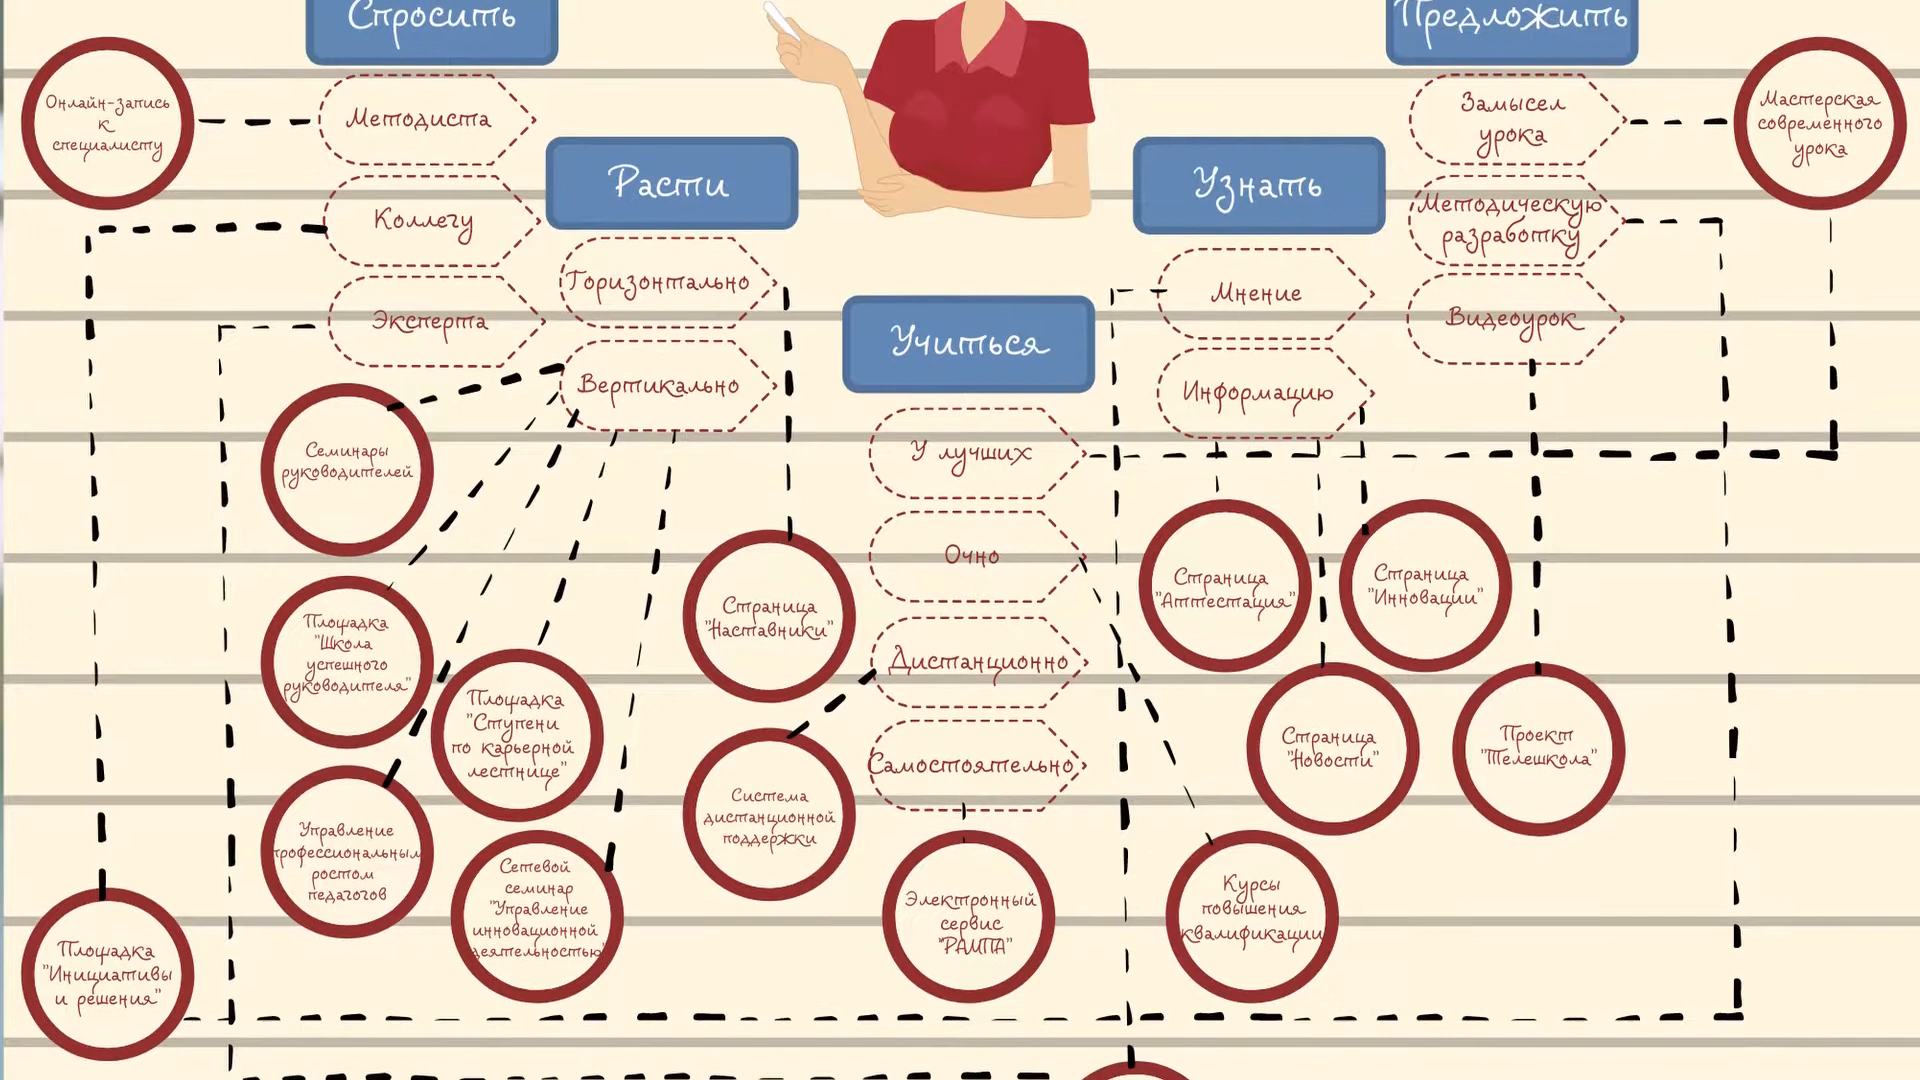 Спросить
Методиста
Коллегу
Эксперта
Онлайн-запись
к
специалисту
Расти
Горизонтально
Вертикально
Учиться
У лучших
Очно
Дистанционно
Самостоятельно
Узнать
Мнение
Информацию
Предложить
Замысел
урока
Методическую
разработку
Видеоурок
Мастерская
современного
урока
Семинары
руководителей
Площадка
"Школа
успешного
руководителя"
Управление
профессиональным
ростом
педагогов
Площадка
"Ступени
по карьерной
лестнице"
Сетевой
семинар
"Управление
инновационной
деятельностью"
Страница
"Наставники"
Система
дистанционной
поддержки
Электронный
сервис
"РАМПА"
Курсы
повышения
квалификации
Страница
"Аттестация"
Страница
"Инновации"
Страница
"Новости"
Проект
"Телешкола"
Площадка
"Инициативы
и решения"